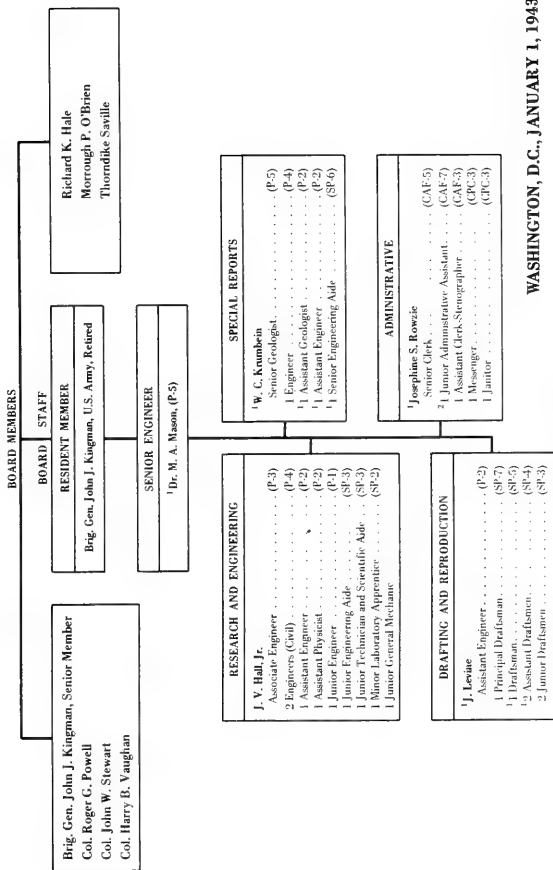 BOARD MEMBERS
Brig. Gen. John J. Kingman, Senior Member
Col. Roger G. Powell
Col. John W. Stewart
Col. Harry B. Vaughan
BOARD STAFF
RESIDENT MEMBER
Brig. Gen. John J. Kingman, U.S. Army, Retired
Richard K. Hale
Morrough P. O'Brien
Thorndike Saville
SENIOR ENGINEER
¹Dr. M. A. Mason, (P-5)
RESEARCH AND ENGINEERING
J. V. Hall, Jr.
Associate Engineer . . . . . . . . . . (P-3)
2 Engineers (Civil) . . . . . . . . . . (P-4)
1 Assistant Engineer . . . . . . . . . (P-2)
1 Assistant Physicist . . . . . . . . . (P-2)
1 Junior Engineer . . . . . . . . . . . (P-1)
1 Junior Engineering Aide . . . . . . . (SP-3)
1 Junior Technician and Scientific Aide . . (SP-3)
1 Minor Laboratory Apprentice . . . . . (SP-2)
1 Junior General Mechanic
SPECIAL REPORTS
¹W. C. Krumbein
Senior Geologist . . . . . . . . . . . (P-5)
1 Engineer . . . . . . . . . . . . . . (P-4)
¹1 Assistant Geologist . . . . . . . . (P-2)
¹1 Assistant Engineer . . . . . . . . . (P-2)
¹1 Senior Engineering Aide . . . . . . (SP-6)
DRAFTING AND REPRODUCTION
¹J. Levine
Assistant Engineer . . . . . . . . . . (P-2)
1 Principal Draftsman . . . . . . . . . (SP-7)
¹1 Draftsman . . . . . . . . . . . . . (SP-5)
¹2 Assistant Draftsmen . . . . . . . . (SP-4)
2 Junior Draftsmen . . . . . . . . . . (SP-3)
ADMINISTRATIVE
¹Josephine S. Rowzie
Senior Clerk . . . . . . . . . . . . . (CAF-5)
²1 Junior Administrative Assistant . . . (CAF-7)
1 Assistant Clerk-Stenographer . . . . (CAF-3)
1 Messenger . . . . . . . . . . . . . . (CPC-3)
1 Janitor . . . . . . . . . . . . . . . (CPC-3)
WASHINGTON, D.C., JANUARY 1, 1943